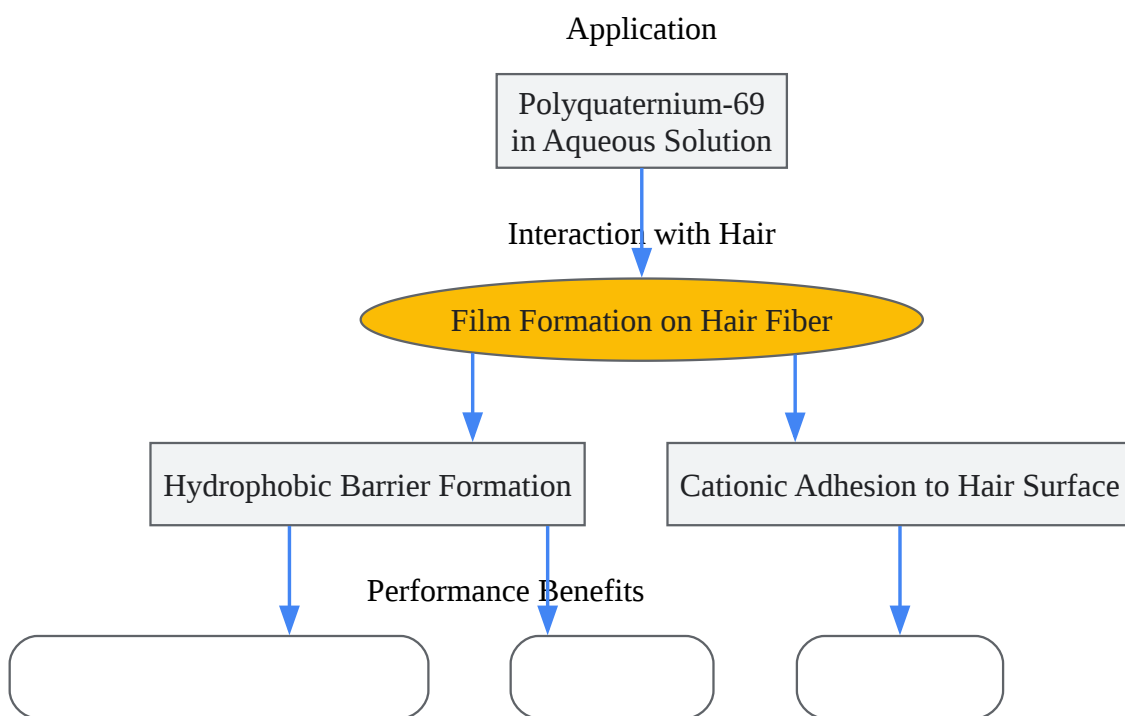 Application
Polyquaternium-69
in Aqueous Solution
Interaction with Hair
Film Formation on Hair Fiber
Hydrophobic Barrier Formation
Cationic Adhesion to Hair Surface
Performance Benefits